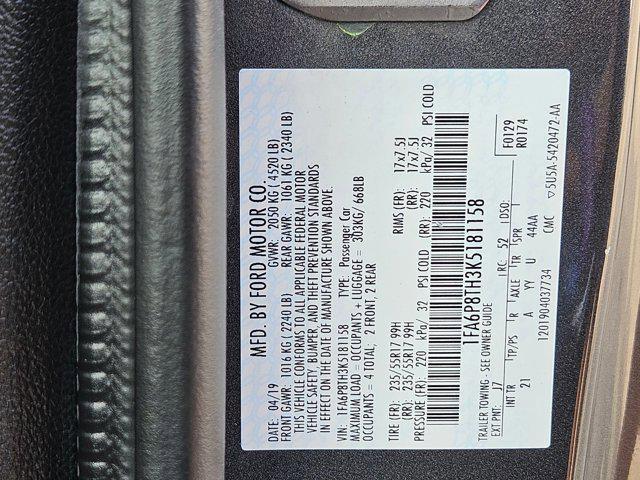 MFD. BY FORD MOTOR CO.
DATE: 04/19 GVWR: 2050 KG ( 4520 LB)
FRONT GAWR: 1016 KG (2240 LB) REAR GAWR: 1061 KG ( 2340 LB)
THIS VEHICLE CONFORMS TO ALL APPLICABLE FEDERAL MOTOR
VEHICLE SAFETY, BUMPER, AND THEFT PREVENTION STANDARDS
IN EFFECT ON THE DATE OF MANUFACTURE SHOWN ABOVE.
VIN: 1FA6P8TH3K5181158 TYPE: Passenger Car
MAXIMUM LOAD = OCCUPANTS + LUGGAGE = 303KG/ 668LB
OCCUPANTS = 4 TOTAL; 2 FRONT, 2 REAR
TIRE (FR): 235/55R17 99H RIMS (FR): 17x7.5J
(RR): 235/55R17 99H (RR): 17x7.5J
PRESSURE (FR): 220 kPa/ 32 PSI COLD (RR): 220 kPa/ 32 PSI COLD
1FA6P8TH3K5181158
TRAILER TOWING - SEE OWNER GUIDE
EXT PNT: J7 RC: 52 DSO: F0129
R0174
INT TR TP/PS R AXLE TR SPR
21 A YY U 44AA
1201904037734 CMC ▽5U5A-5420472-AA